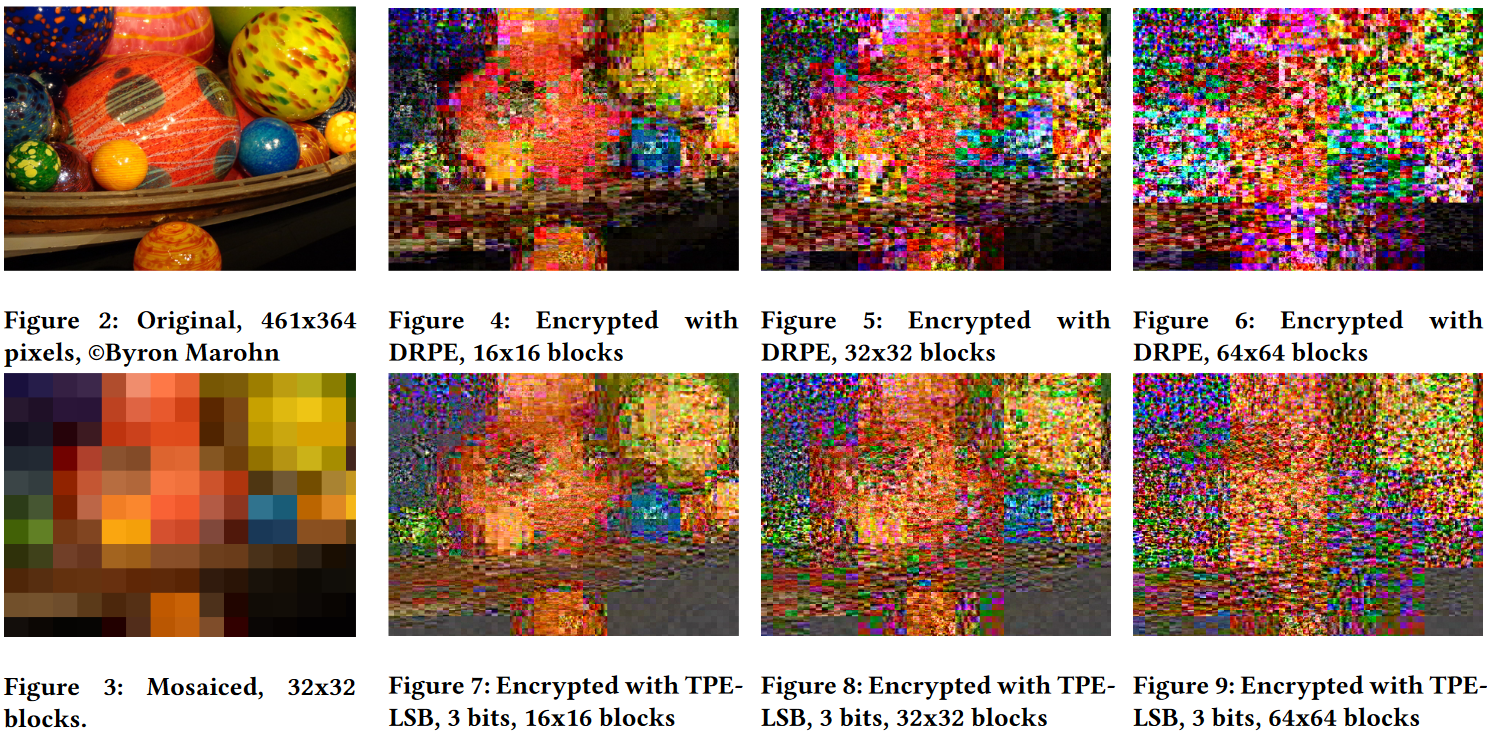 Figure 2: Original, 461x364
pixels, ©Byron Marohn
Figure 4: Encrypted with
DRPE, 16x16 blocks
Figure 5: Encrypted with
DRPE, 32x32 blocks
Figure 6: Encrypted with
DRPE, 64x64 blocks
Figure 3: Mosaiced, 32x32
blocks.
Figure 7: Encrypted with TPE-
LSB, 3 bits, 16x16 blocks
Figure 8: Encrypted with TPE-
LSB, 3 bits, 32x32 blocks
Figure 9: Encrypted with TPE-
LSB, 3 bits, 64x64 blocks